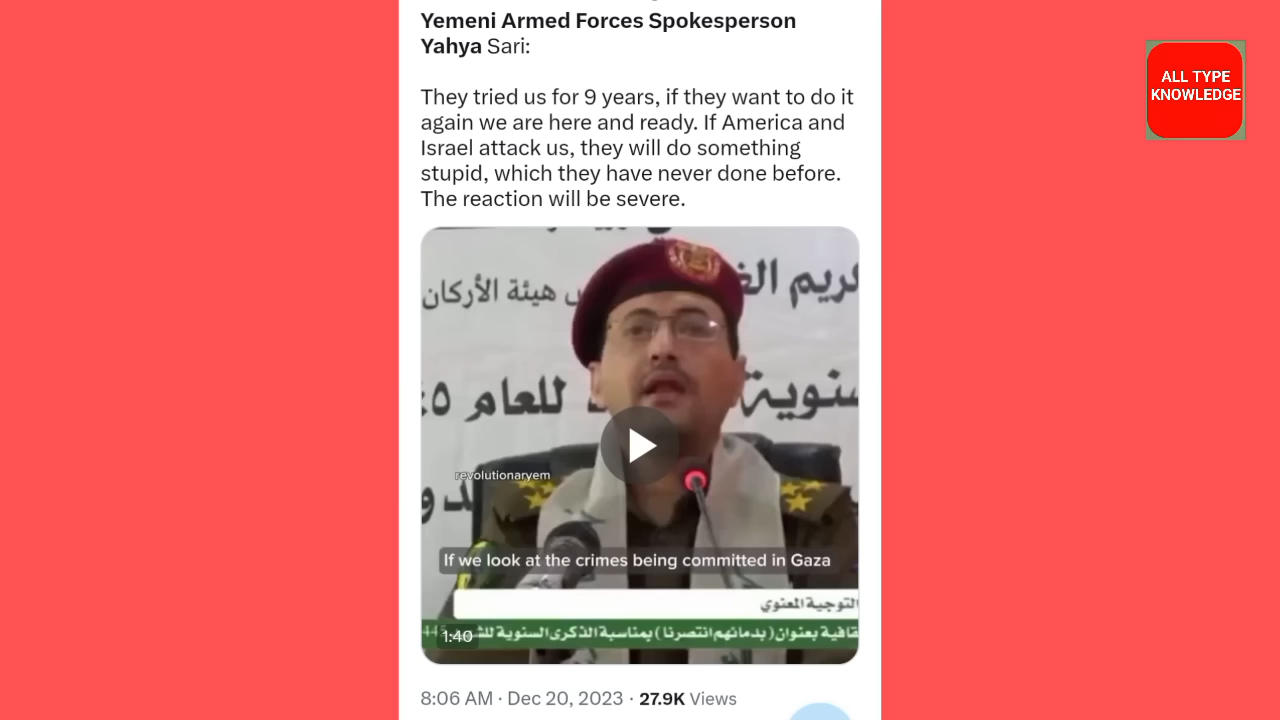 Yemeni Armed Forces Spokesperson
Yahya Sari:
They tried us for 9 years, if they want to do it
again we are here and ready. If America and
Israel attack us, they will do something
stupid, which they have never done before.
The reaction will be severe.
ALL TYPE
KNOWLEDGE
هيئة الأركان
للعام
revolutionaryem
If we look at the crimes being committed in Gaza
التوجية المعنوي
بعنوان ( بدمائهم انتصرنا ) بمناسبة الذكرى السنوية
1:40
8:06 AM · Dec 20, 2023 · 27.9K Views